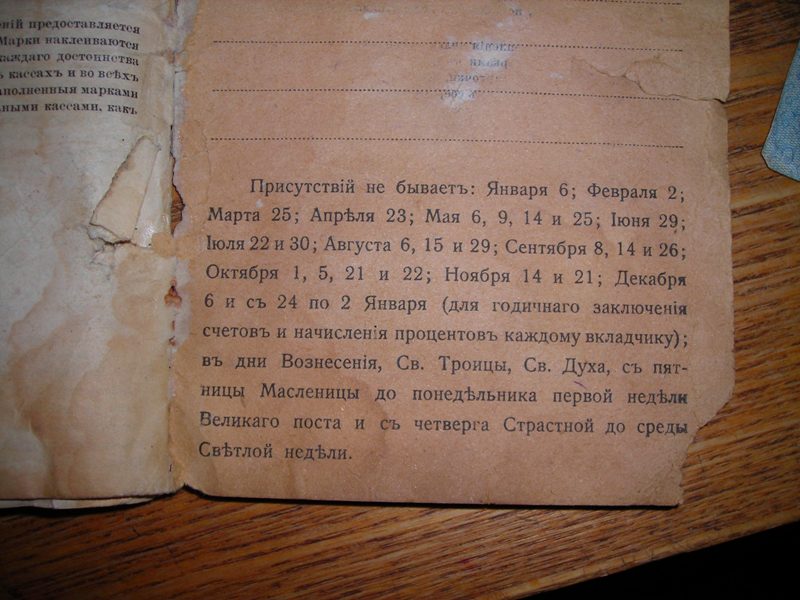 ній предоставляется
Марки наклеиваются
каждаго достоинства
кассахъ и во всѣхъ
аполненныя марками
ными кассами, какъ
Присутствій не бываетъ: Января 6; Февраля 2;
Марта 25; Апрѣля 23; Мая 6, 9, 14 и 25; Іюня 29;
Іюля 22 и 30; Августа 6, 15 и 29; Сентября 8, 14 и 26;
Октября 1, 5, 21 и 22; Ноября 14 и 21; Декабря
6 и съ 24 по 2 Января (для годичнаго заключенія
счетовъ и начисленія процентовъ каждому вкладчику);
въ дни Вознесенія, Св. Троицы, Св. Духа, съ пят-
ницы Масленицы до понедѣльника первой недѣли
Великаго поста и съ четверга Страстной до среды
Свѣтлой недѣли.